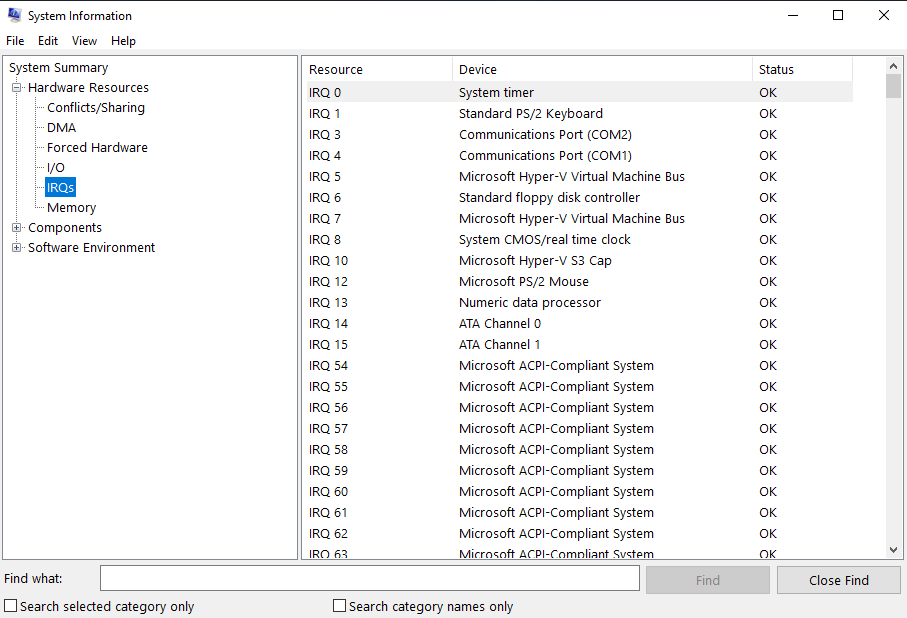 System Information
File Edit View Help
System Summary
Hardware Resources
Conflicts/Sharing
DMA
Forced Hardware
I/O
IRQs
Memory
Components
Software Environment
Resource Device Status
IRQ 0 System timer OK
IRQ 1 Standard PS/2 Keyboard OK
IRQ 3 Communications Port (COM2) OK
IRQ 4 Communications Port (COM1) OK
IRQ 5 Microsoft Hyper-V Virtual Machine Bus OK
IRQ 6 Standard floppy disk controller OK
IRQ 7 Microsoft Hyper-V Virtual Machine Bus OK
IRQ 8 System CMOS/real time clock OK
IRQ 10 Microsoft Hyper-V S3 Cap OK
IRQ 12 Microsoft PS/2 Mouse OK
IRQ 13 Numeric data processor OK
IRQ 14 ATA Channel 0 OK
IRQ 15 ATA Channel 1 OK
IRQ 54 Microsoft ACPI-Compliant System OK
IRQ 55 Microsoft ACPI-Compliant System OK
IRQ 56 Microsoft ACPI-Compliant System OK
IRQ 57 Microsoft ACPI-Compliant System OK
IRQ 58 Microsoft ACPI-Compliant System OK
IRQ 59 Microsoft ACPI-Compliant System OK
IRQ 60 Microsoft ACPI-Compliant System OK
IRQ 61 Microsoft ACPI-Compliant System OK
IRQ 62 Microsoft ACPI-Compliant System OK
IRQ 63 Microsoft ACPI-Compliant System OK
Find what: Find Close Find
Search selected category only Search category names only